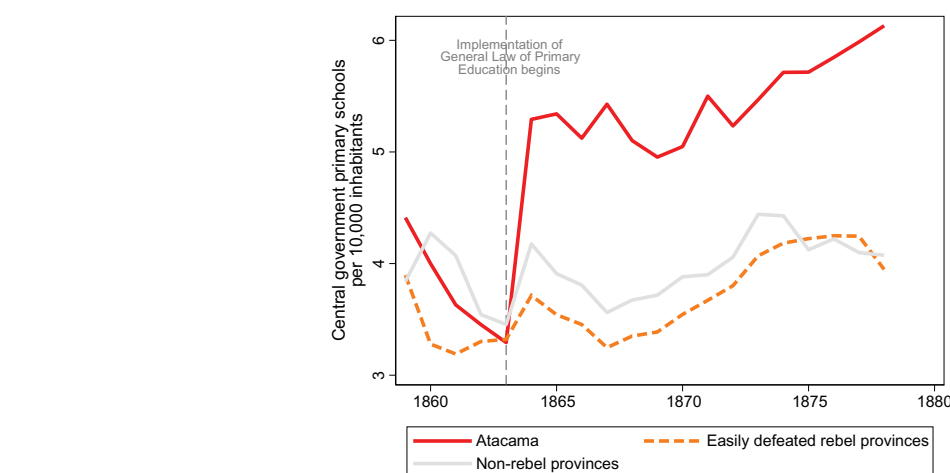 Central government primary schools
per 10,000 inhabitants
6
5
4
3
Implementation of
General Law of Primary
Education begins
1860
1865
1870
1875
1880
Atacama
Easily defeated rebel provinces
Non-rebel provinces